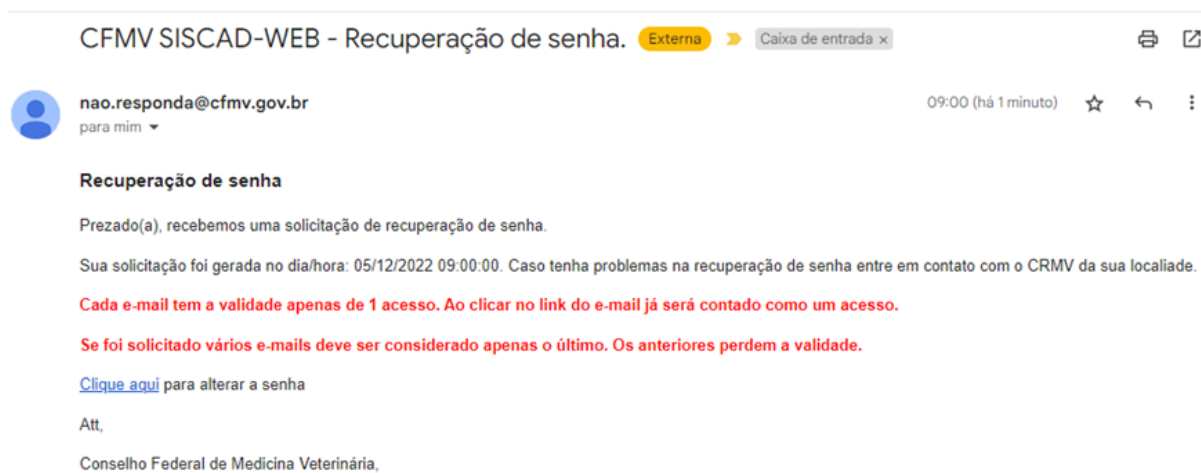 CFMV SISCAD-WEB - Recuperação de senha. Externa Caixa de entrada x
nao.responda@cfmv.gov.br 09:00 (há 1 minuto)
para mim
Recuperação de senha
Prezado(a), recebemos uma solicitação de recuperação de senha.
Sua solicitação foi gerada no dia/hora: 05/12/2022 09:00:00. Caso tenha problemas na recuperação de senha entre em contato com o CRMV da sua localiade.
Cada e-mail tem a validade apenas de 1 acesso. Ao clicar no link do e-mail já será contado como um acesso.
Se foi solicitado vários e-mails deve ser considerado apenas o último. Os anteriores perdem a validade.
Clique aqui para alterar a senha
Att,
Conselho Federal de Medicina Veterinária,